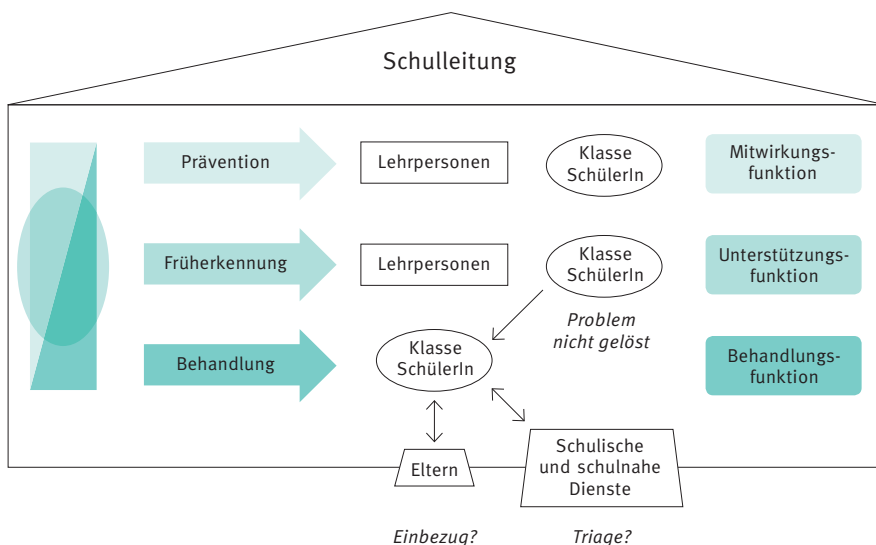 Schulleitung
Prävention
Lehrpersonen
Klasse
SchülerIn
Mitwirkungs-
funktion
Früherkennung
Lehrpersonen
Klasse
SchülerIn
Unterstützungs-
funktion
Problem
nicht gelöst
Behandlung
Klasse
SchülerIn
Behandlungs-
funktion
Eltern
Schulische
und schulnahe
Dienste
Einbezug?
Triage?